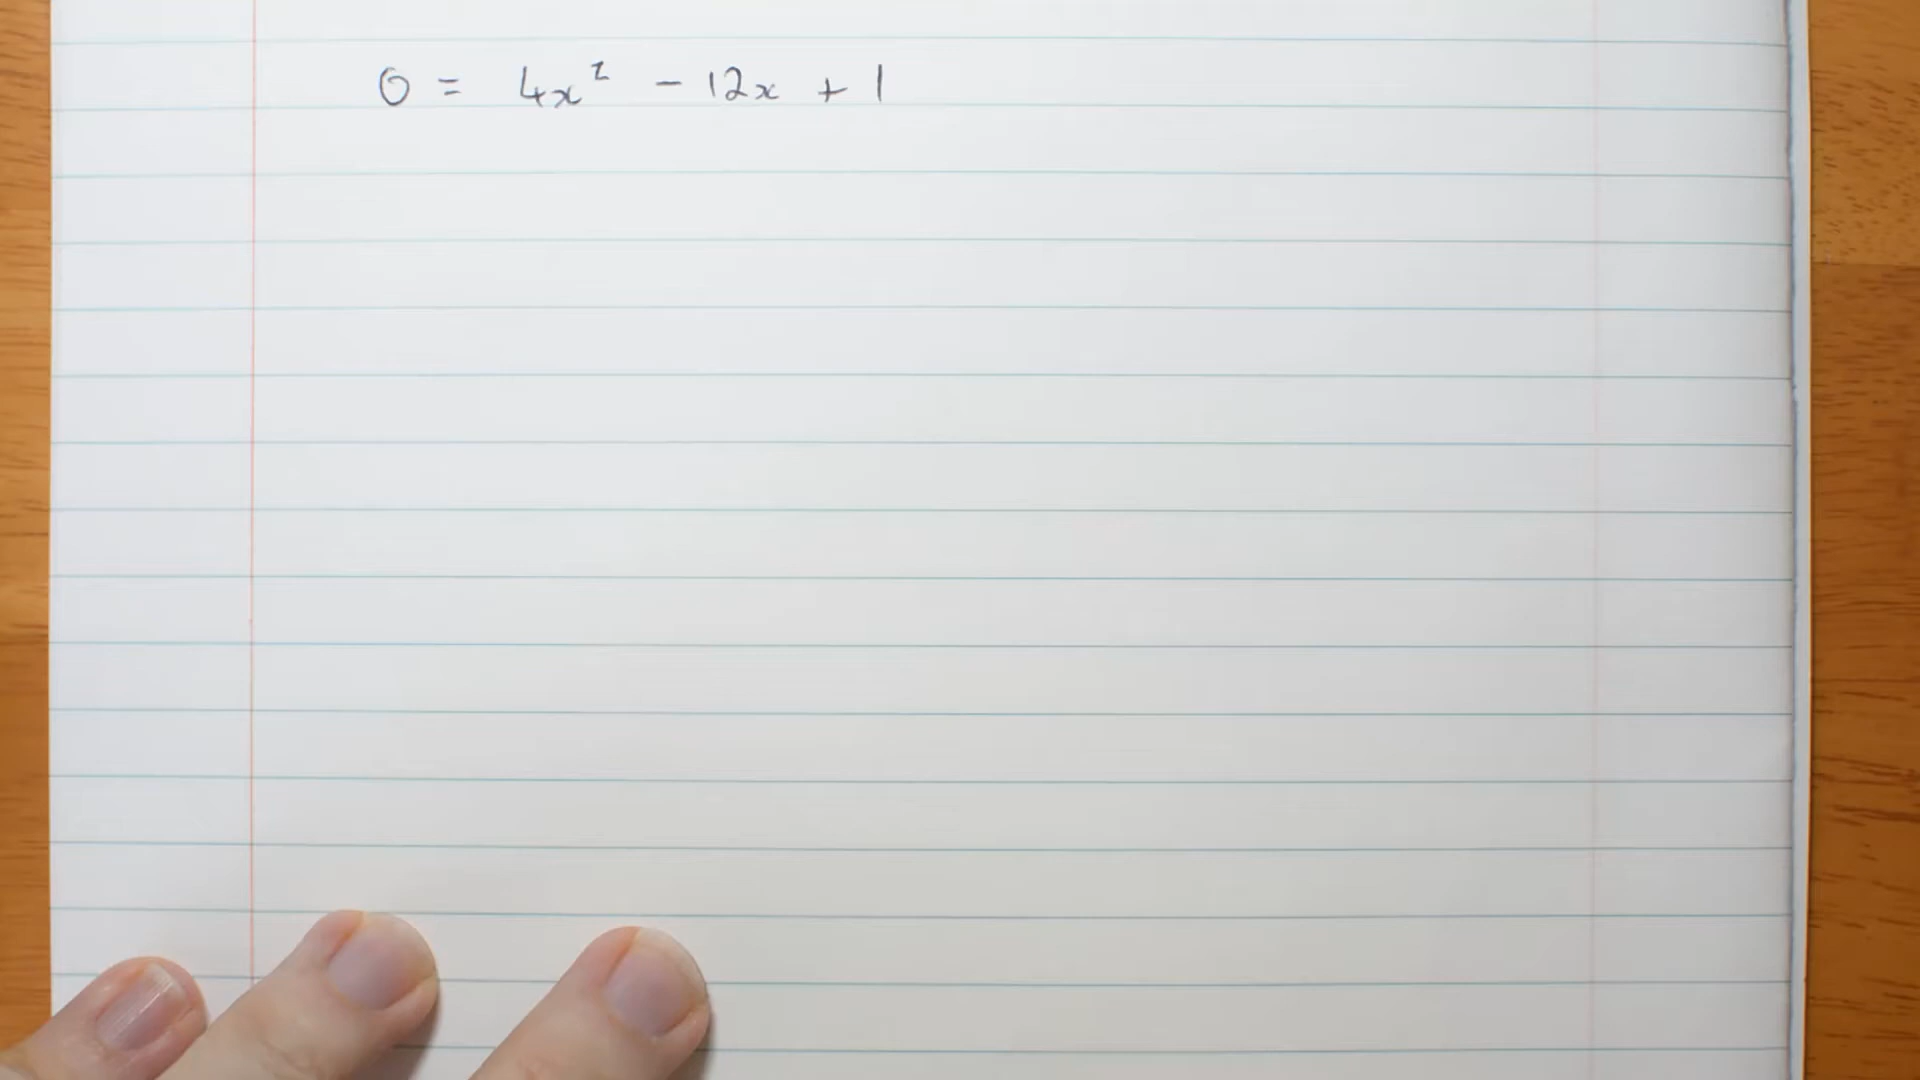 0 = 4x² - 12x + 1